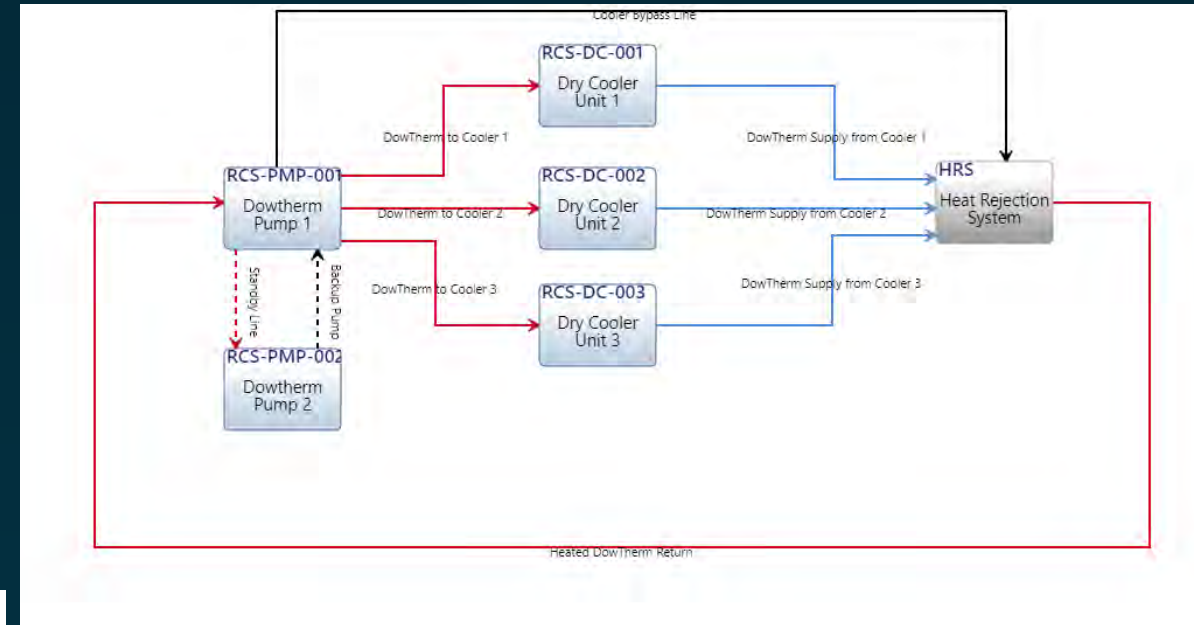 Cooler Bypass Line
RCS-DC-001
Dry Cooler
Unit 1
DowTherm to Cooler 1
DowTherm Supply from Cooler 1
RCS-PMP-001
Dowtherm
Pump 1
RCS-DC-002
Dry Cooler
Unit 2
HRS
Heat Rejection
System
DowTherm to Cooler 2
DowTherm Supply from Cooler 2
Standby Line
Backup Pump
DowTherm to Cooler 3
DowTherm Supply from Cooler 3
RCS-DC-003
Dry Cooler
Unit 3
RCS-PMP-002
Dowtherm
Pump 2
Heated DowTherm Return